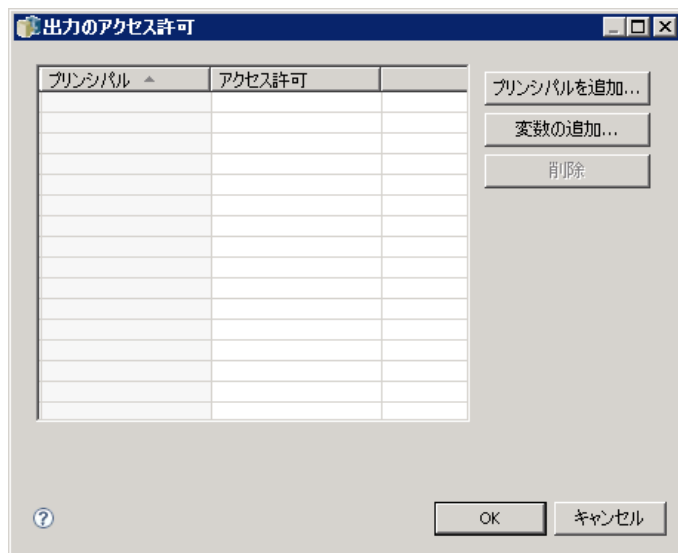 出力のアクセス許可
プリンシパル
アクセス許可
プリンシパルを追加...
変数の追加...
削除
?
OK
キャンセル